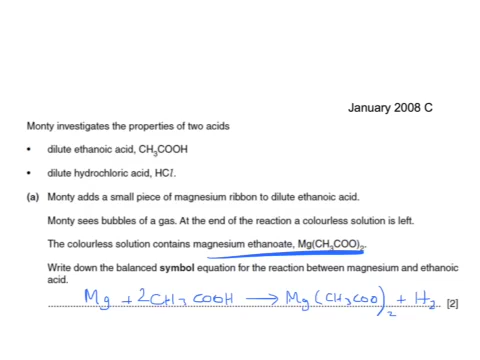 January 2008 C
Monty investigates the properties of two acids
• dilute ethanoic acid, CH₃COOH
• dilute hydrochloric acid, HCl.
(a) Monty adds a small piece of magnesium ribbon to dilute ethanoic acid.
Monty sees bubbles of a gas. At the end of the reaction a colourless solution is left.
The colourless solution contains magnesium ethanoate, Mg(CH₃COO)₂.
Write down the balanced symbol equation for the reaction between magnesium and ethanoic
acid.
Mg + 2CH₃COOH → Mg(CH₃COO)₂ + H₂ [2]